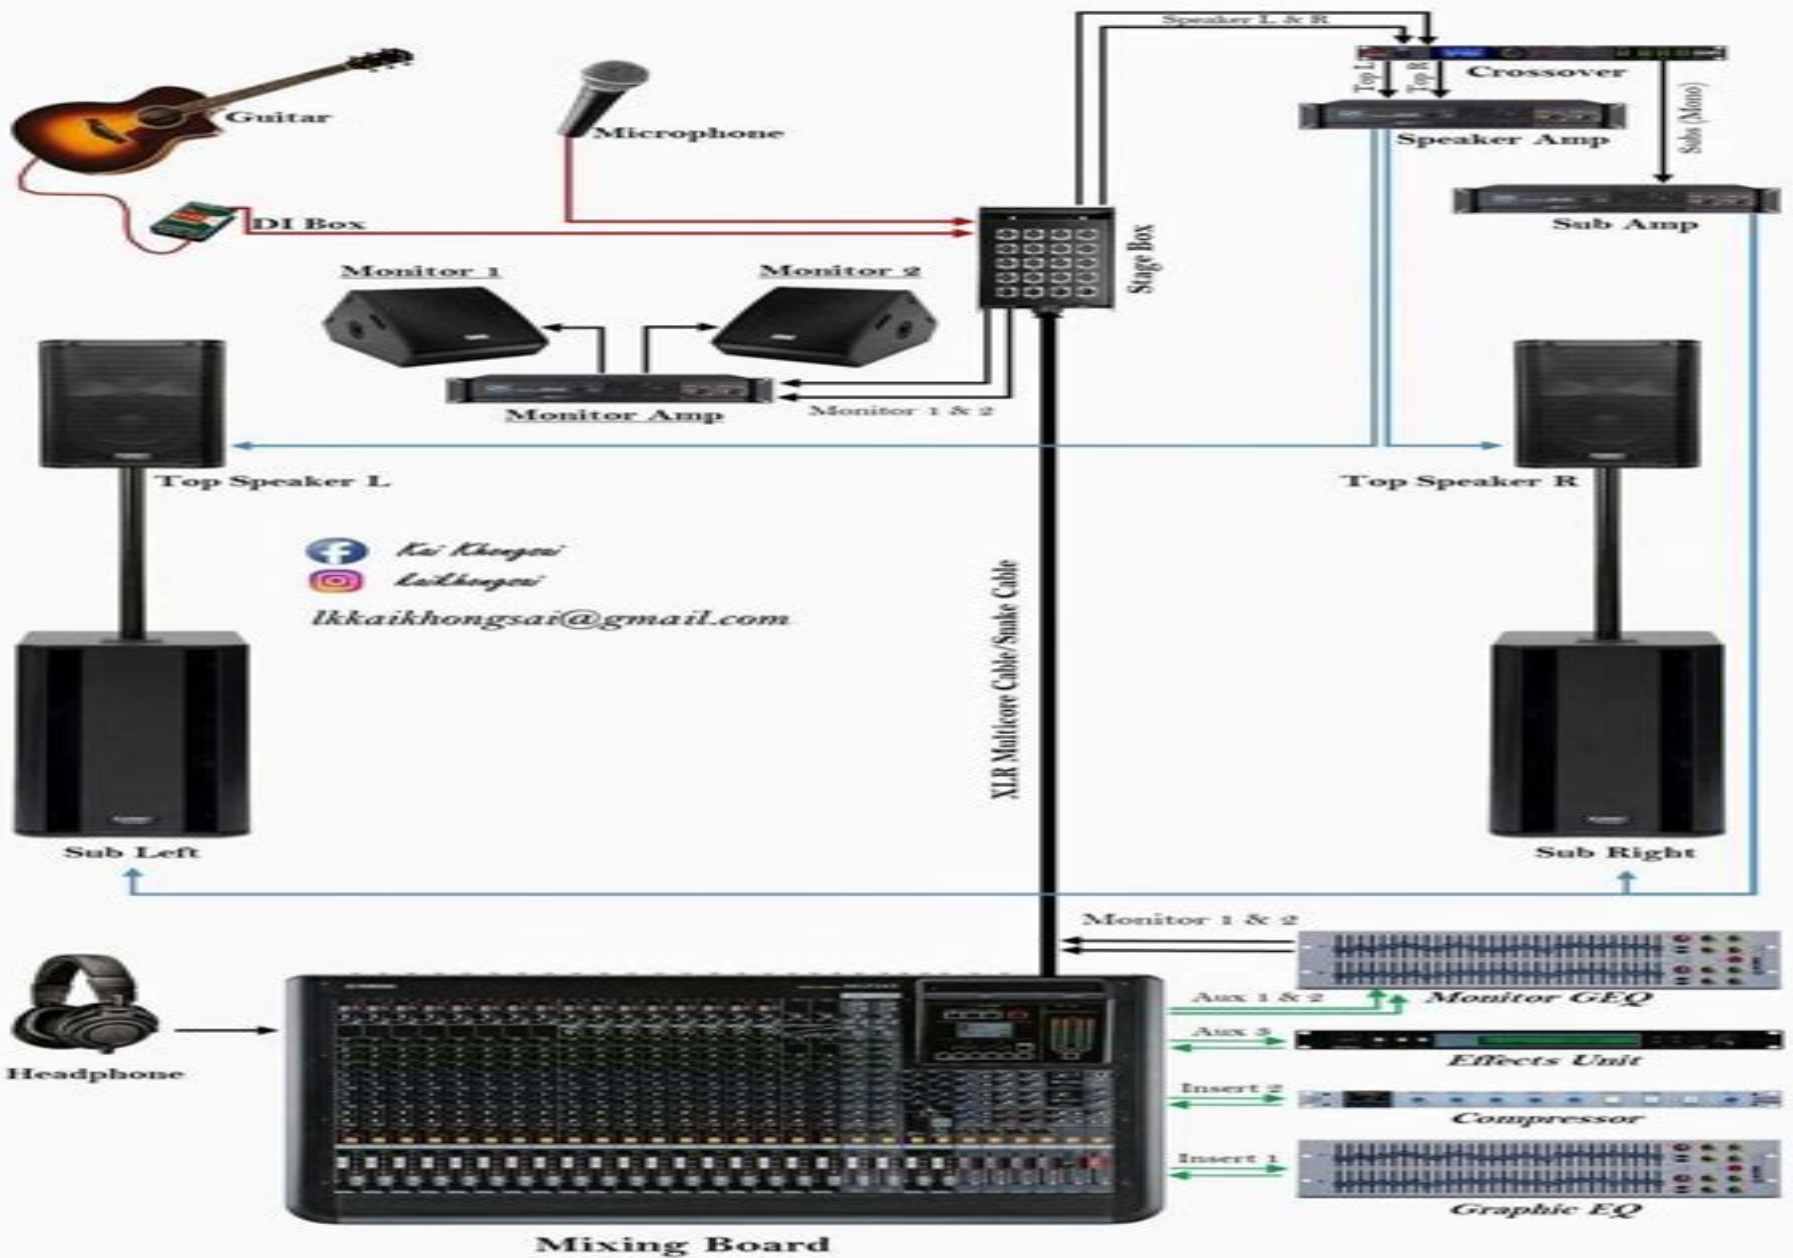 Speaker L & R
Crossover
Top L
Top R
Guitar
Microphone
Speaker Amp
Subs (Mono)
DI Box
Sub Amp
Stage Box
Monitor 1
Monitor 2
Monitor Amp
Monitor 1 & 2
Top Speaker L
Top Speaker R
Kai Khongsai
kaikhongsai
lkkaikhongsai@gmail.com
XLR Multicore Cable/Snake Cable
Sub Left
Sub Right
Monitor 1 & 2
Aux 1 & 2
Monitor GEQ
Aux 3
Effects Unit
Headphone
Insert 2
Compressor
Insert 1
Graphic EQ
Mixing Board